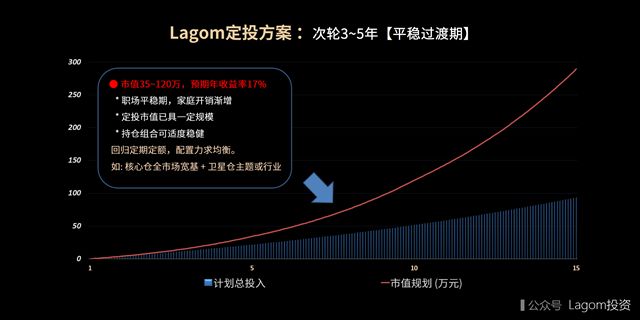 Lagom定投方案： 次轮3~5年【平稳过渡期】
300
250
200
150
100
50
0
● 市值35~120万，预期年收益率17%
* 职场平稳期，家庭开销渐增
* 定投市值已具一定规模
* 持仓组合可适度稳健
回归定期定额，配置力求均衡。
如: 核心仓全市场宽基 + 卫星仓主题或行业
1 5 10 15
计划总投入 市值规划 (万元)
公众号 Lagom投资